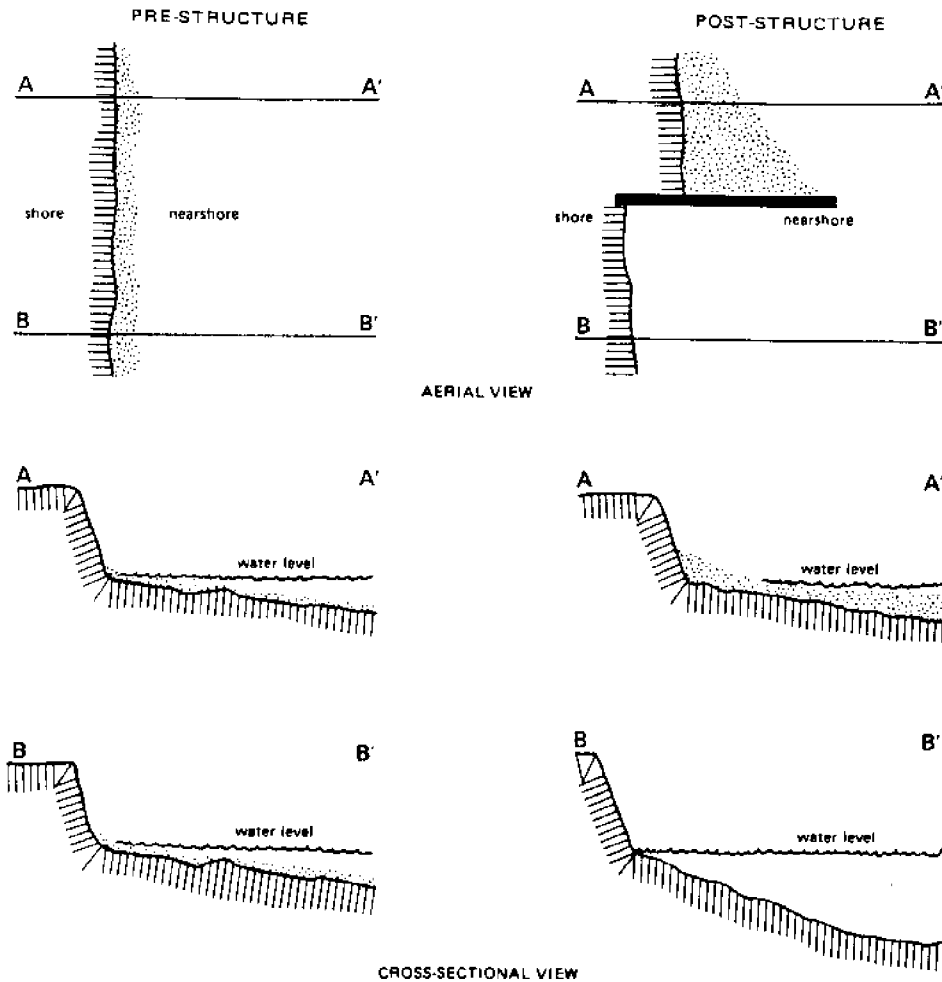 PRE-STRUCTURE
POST-STRUCTURE
A A'
A A'
shore nearshore
shore nearshore
B B'
B B'
AERIAL VIEW
A A'
A A'
water level
water level
B B'
B B'
water level
water level
CROSS-SECTIONAL VIEW